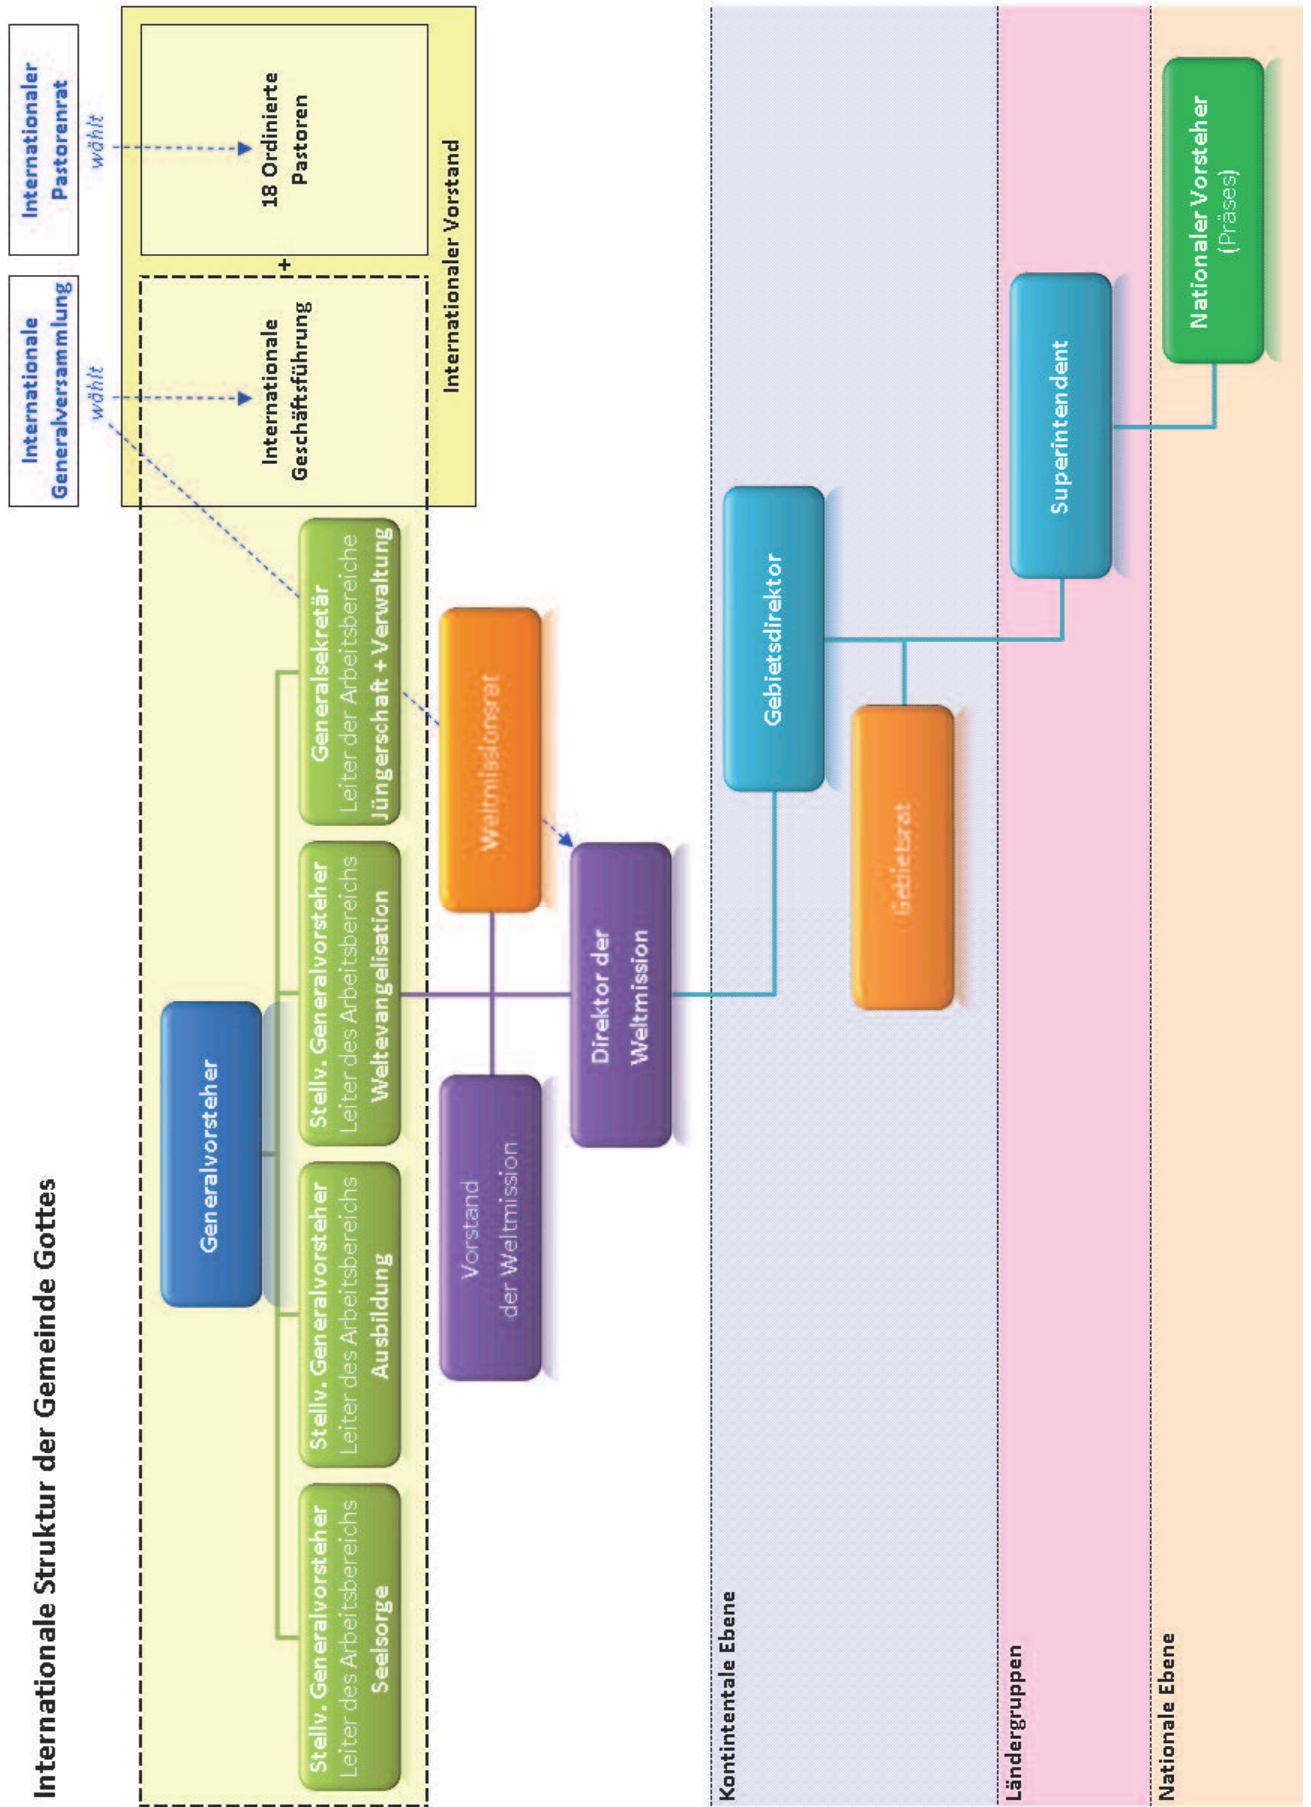 Internationale Struktur der Gemeinde Gottes
Internationale
Generalversammlung
wählt
Internationaler
Pastorenrat
wählt
Generalvorsteher
Stellv. Generalvorsteher
Leiter des Arbeitsbereichs
Seelsorge
Stellv. Generalvorsteher
Leiter des Arbeitsbereichs
Ausbildung
Stellv. Generalvorsteher
Leiter des Arbeitsbereichs
Weltevangelisation
Generalsekretär
Leiter der Arbeitsbereiche
Jüngerschaft + Verwaltung
Internationale
Geschäftsführung
+
18 Ordinierte
Pastoren
Internationaler Vorstand
Vorstand
der Weltmission
Weltmissionsrat
Direktor der
Weltmission
Kontintentale Ebene
Gebietsdirektor
Gebietsrat
Ländergruppen
Superintendent
Nationale Ebene
Nationaler Vorsteher
(Präses)